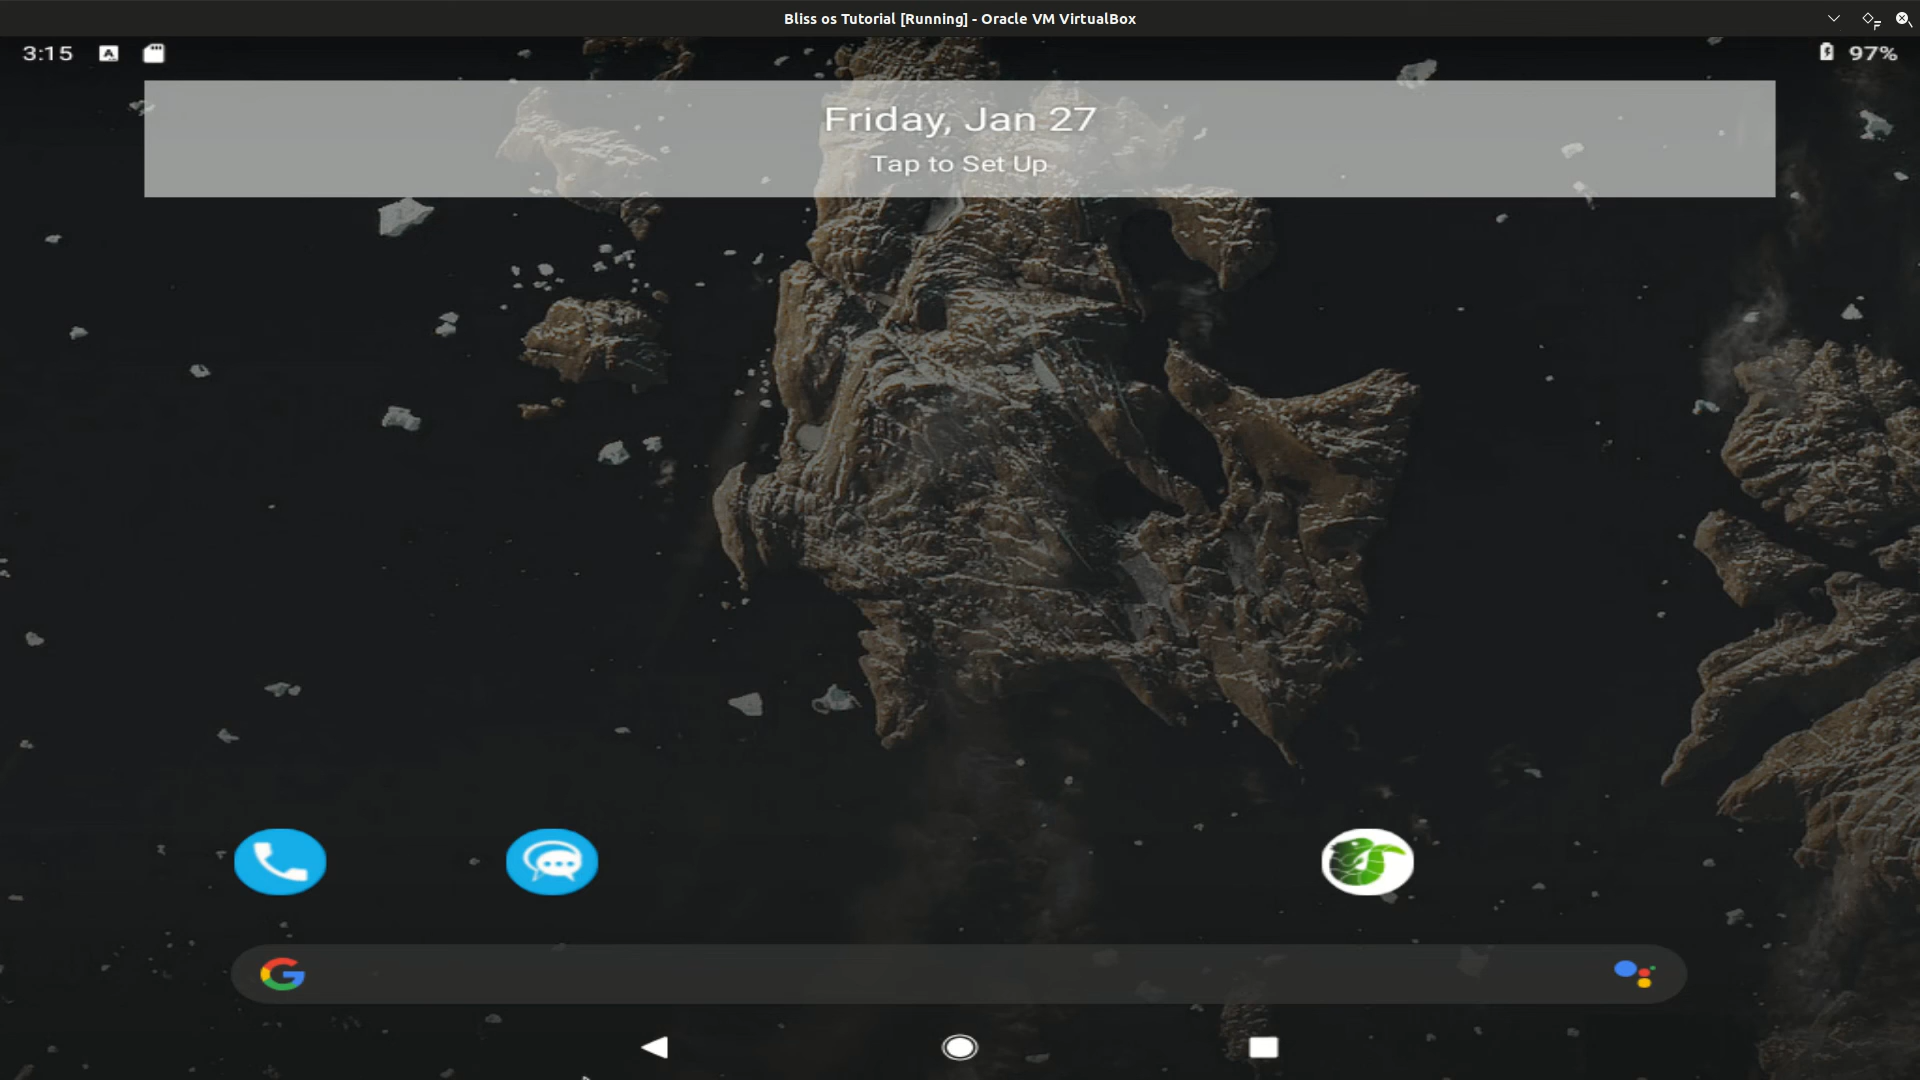 Bliss os Tutorial [Running] - Oracle VM VirtualBox
3:15
97%
Friday, Jan 27
Tap to Set Up